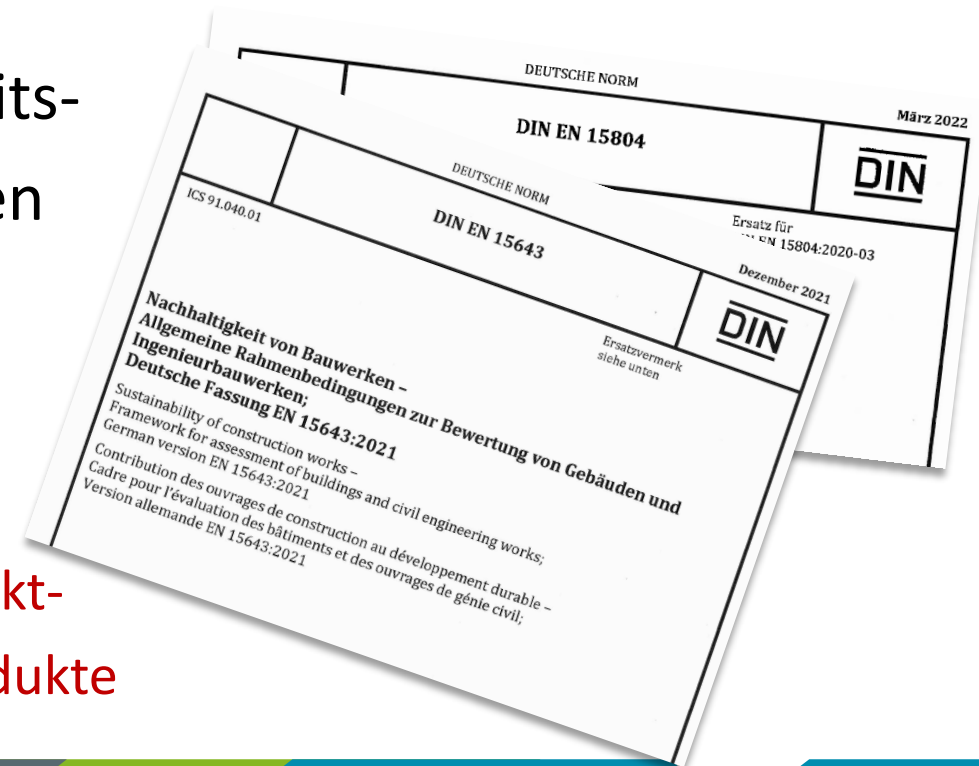 its-
en
kt-
dukte
DEUTSCHE NORM
März 2022
DIN EN 15804
DIN
Ersatz für
EN 15804:2020-03
DEUTSCHE NORM
Dezember 2021
ICS 91.040.01
DIN EN 15643
DIN
Ersatzvermerk
siehe unten
Nachhaltigkeit von Bauwerken –
Allgemeine Rahmenbedingungen zur Bewertung von Gebäuden und
Ingenieurbauwerken;
Deutsche Fassung EN 15643:2021
Sustainability of construction works –
Framework for assessment of buildings and civil engineering works;
German version EN 15643:2021
Contribution des ouvrages de construction au développement durable –
Cadre pour l'évaluation des bâtiments et des ouvrages de génie civil;
Version allemande EN 15643:2021